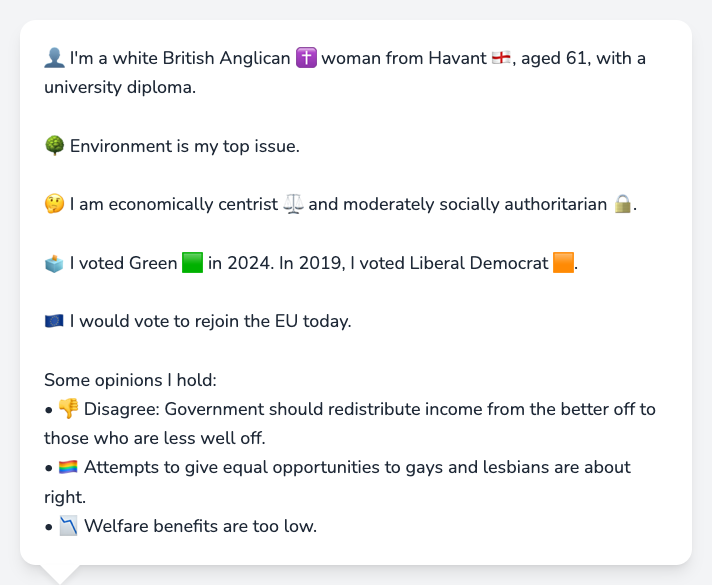 👤 I'm a white British Anglican ✝️ woman from Havant 🏴󠁧󠁢󠁥󠁮󠁧󠁿, aged 61, with a
university diploma.
🌳 Environment is my top issue.
🤔 I am economically centrist ⚖️ and moderately socially authoritarian 🔒.
🗳️ I voted Green 🟩 in 2024. In 2019, I voted Liberal Democrat 🟧.
🇪🇺 I would vote to rejoin the EU today.
Some opinions I hold:
• 👎 Disagree: Government should redistribute income from the better off to
those who are less well off.
• 🏳️‍🌈 Attempts to give equal opportunities to gays and lesbians are about
right.
• 📉 Welfare benefits are too low.